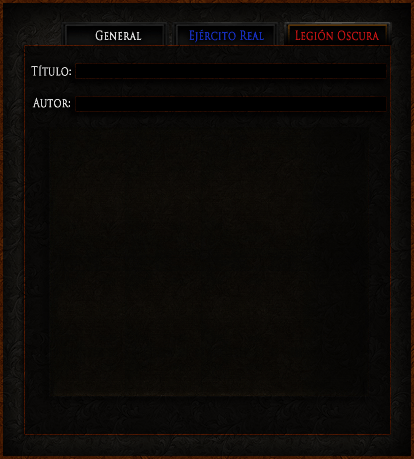 General
Ejército Real
Legión Oscura
Título:
Autor: